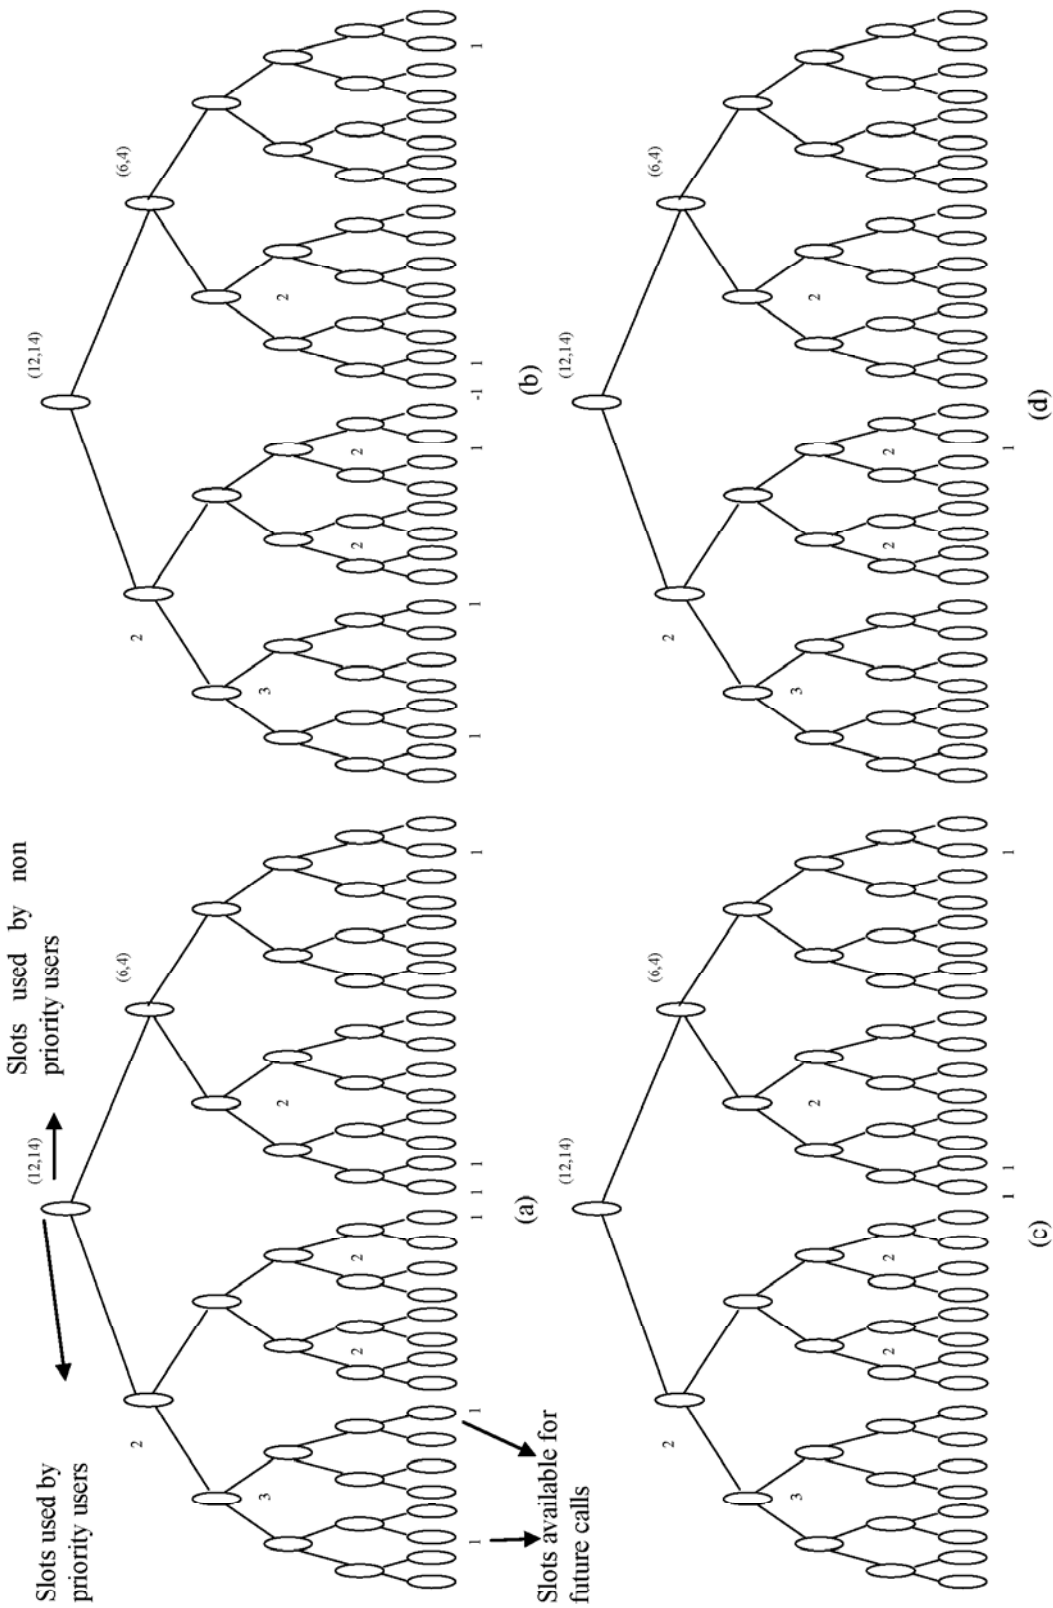 Slots used by non
priority users
Slots used by
priority users
(12,14)
(6,4)
2
3
2
2 2
1 1 1 1 1 1
Slots available for
future calls
(a)
(12,14)
(6,4)
2
3
2
2 2
1 1 1 -1 1 1
(b)
(12,14)
(6,4)
2
3
2
2 2
1 1 1
(c)
(12,14)
(6,4)
2
3
2
2 2
1
(d)